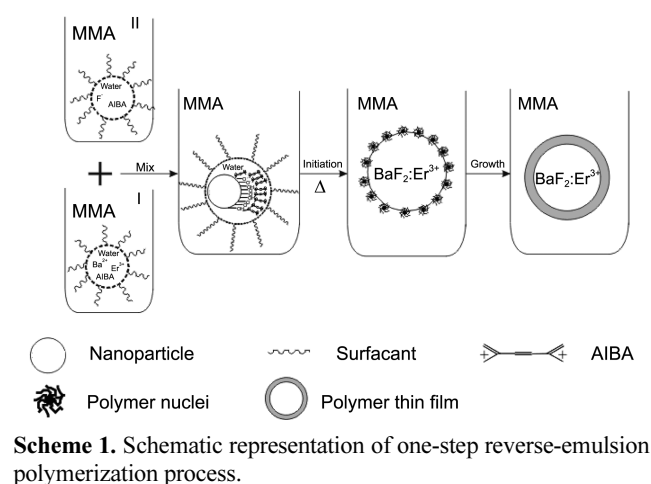 II
MMA
Water
F-
AIBA
+
Mix
I
MMA
Water
Ba2+ Er3+
AIBA
MMA
Water
Initiation
Δ
MMA
BaF2:Er3+
Growth
MMA
BaF2:Er3+
Nanoparticle
Surfacant
AIBA
Polymer nuclei
Polymer thin film
Scheme 1. Schematic representation of one-step reverse-emulsion
polymerization process.